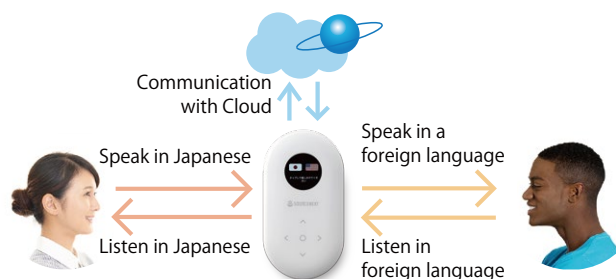 Communication
with Cloud
Speak in Japanese
Speak in a
foreign language
Listen in Japanese
Listen in
foreign language